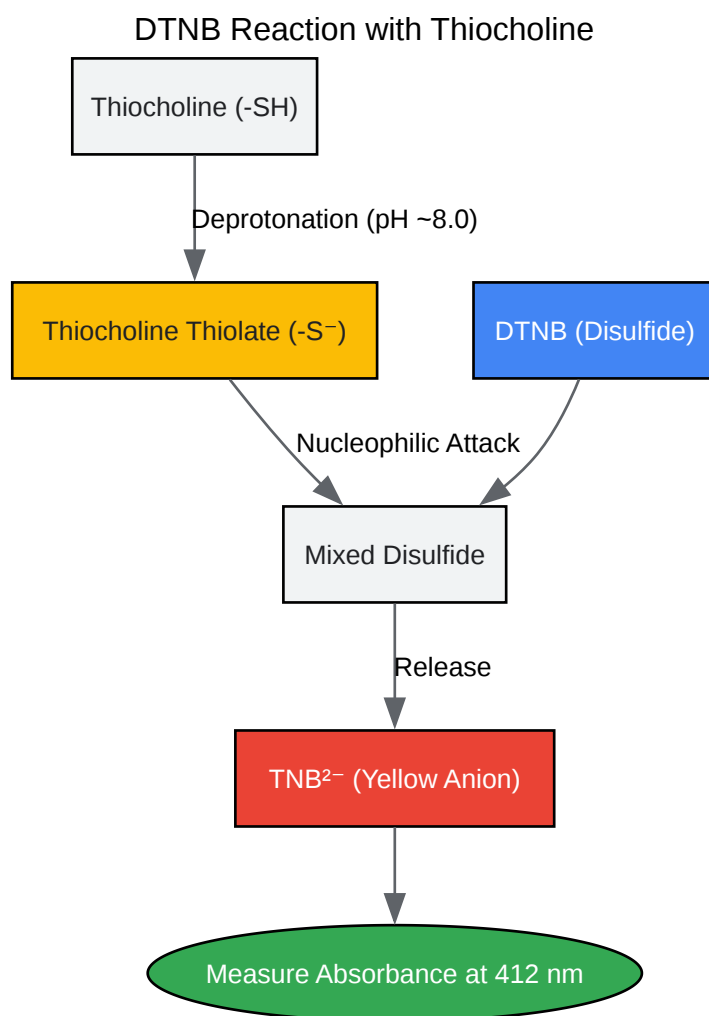 DTNB Reaction with Thiocholine
Thiocholine (-SH)
Deprotonation (pH ~8.0)
Thiocholine Thiolate (-S⁻)
DTNB (Disulfide)
Nucleophilic Attack
Mixed Disulfide
Release
TNB²⁻ (Yellow Anion)
Measure Absorbance at 412 nm